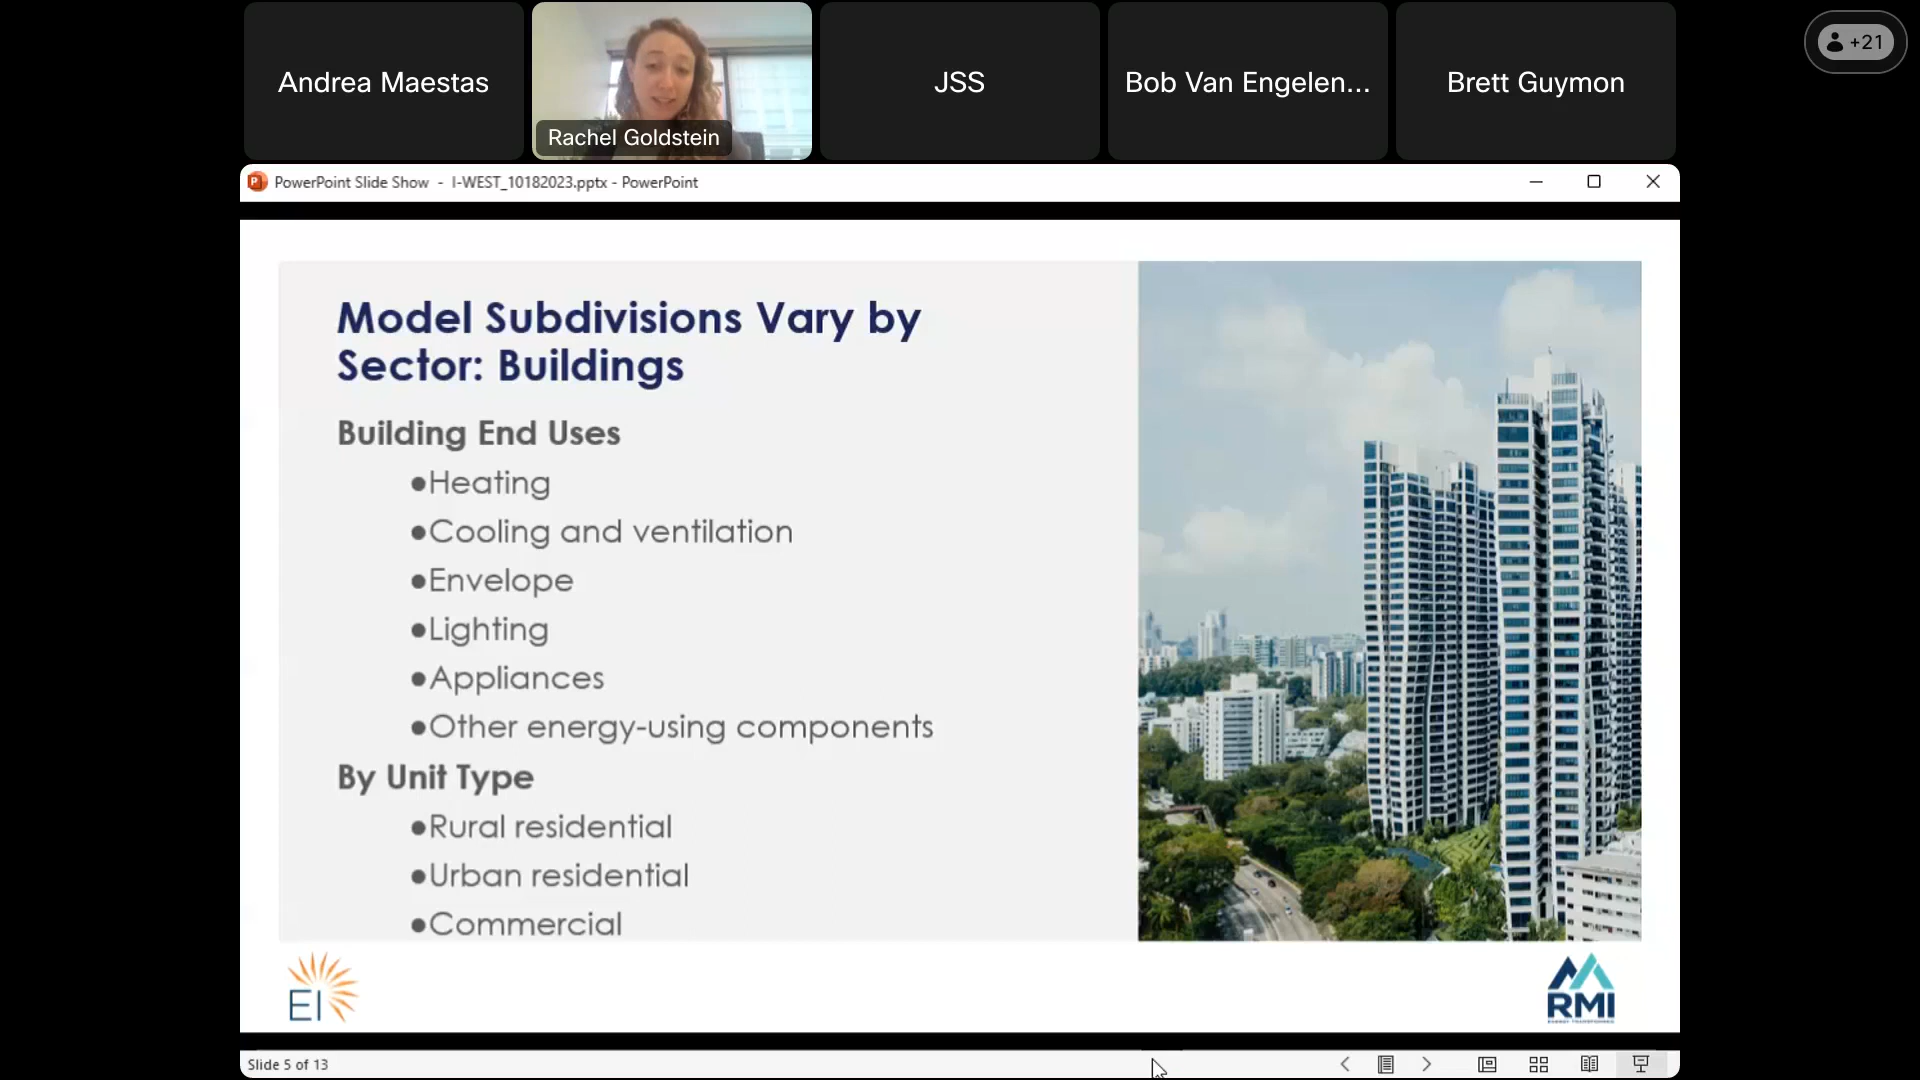 Andrea Maestas
Rachel Goldstein
JSS
Bob Van Engelen...
Brett Guymon
+21
PowerPoint Slide Show - I-WEST_10182023.pptx - PowerPoint
Model Subdivisions Vary by
Sector: Buildings
Building End Uses
●Heating
●Cooling and ventilation
●Envelope
●Lighting
●Appliances
●Other energy-using components
By Unit Type
●Rural residential
●Urban residential
●Commercial
EI
RMI
Slide 5 of 13